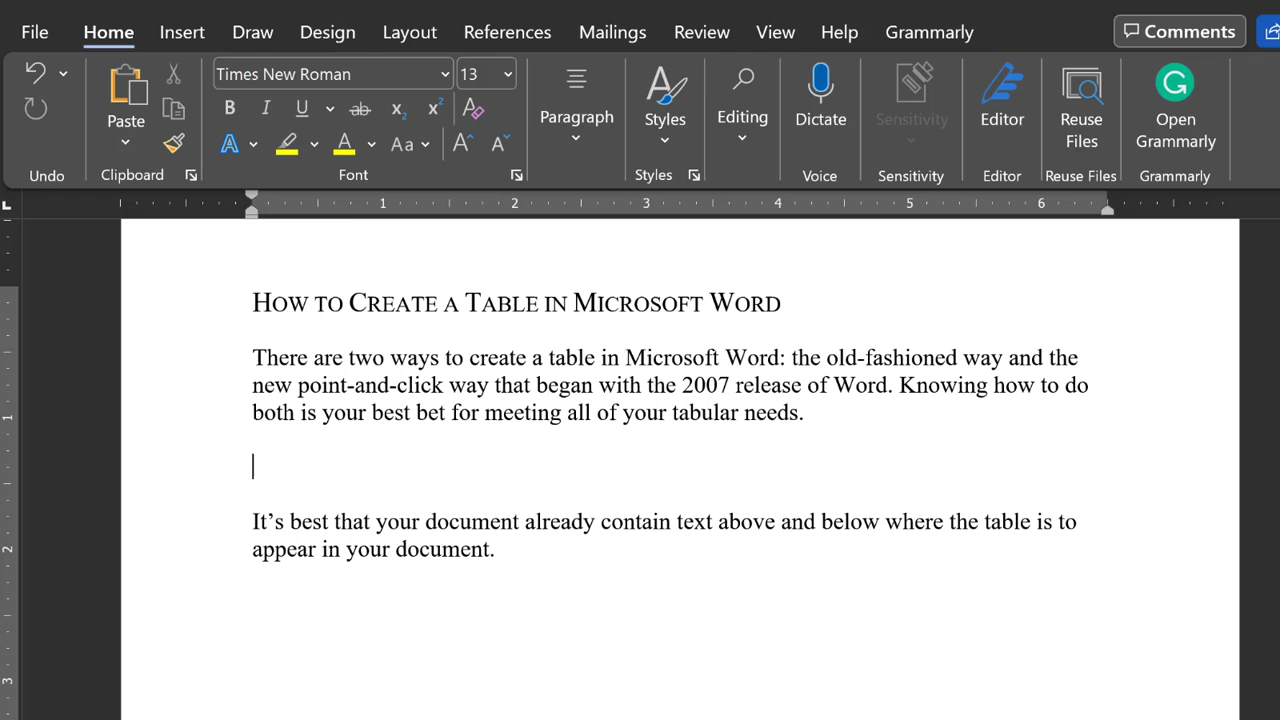 File Home Insert Draw Design Layout References Mailings Review View Help Grammarly Comments
Times New Roman 13
Paste Paragraph Styles Editing Dictate Sensitivity Editor Reuse Files Open Grammarly
Undo Clipboard Font Styles Voice Sensitivity Editor Reuse Files Grammarly
1 2 3 4 5 6
How to Create a Table in Microsoft Word
There are two ways to create a table in Microsoft Word: the old-fashioned way and the
new point-and-click way that began with the 2007 release of Word. Knowing how to do
both is your best bet for meeting all of your tabular needs.
It’s best that your document already contain text above and below where the table is to
appear in your document.
1
2
3